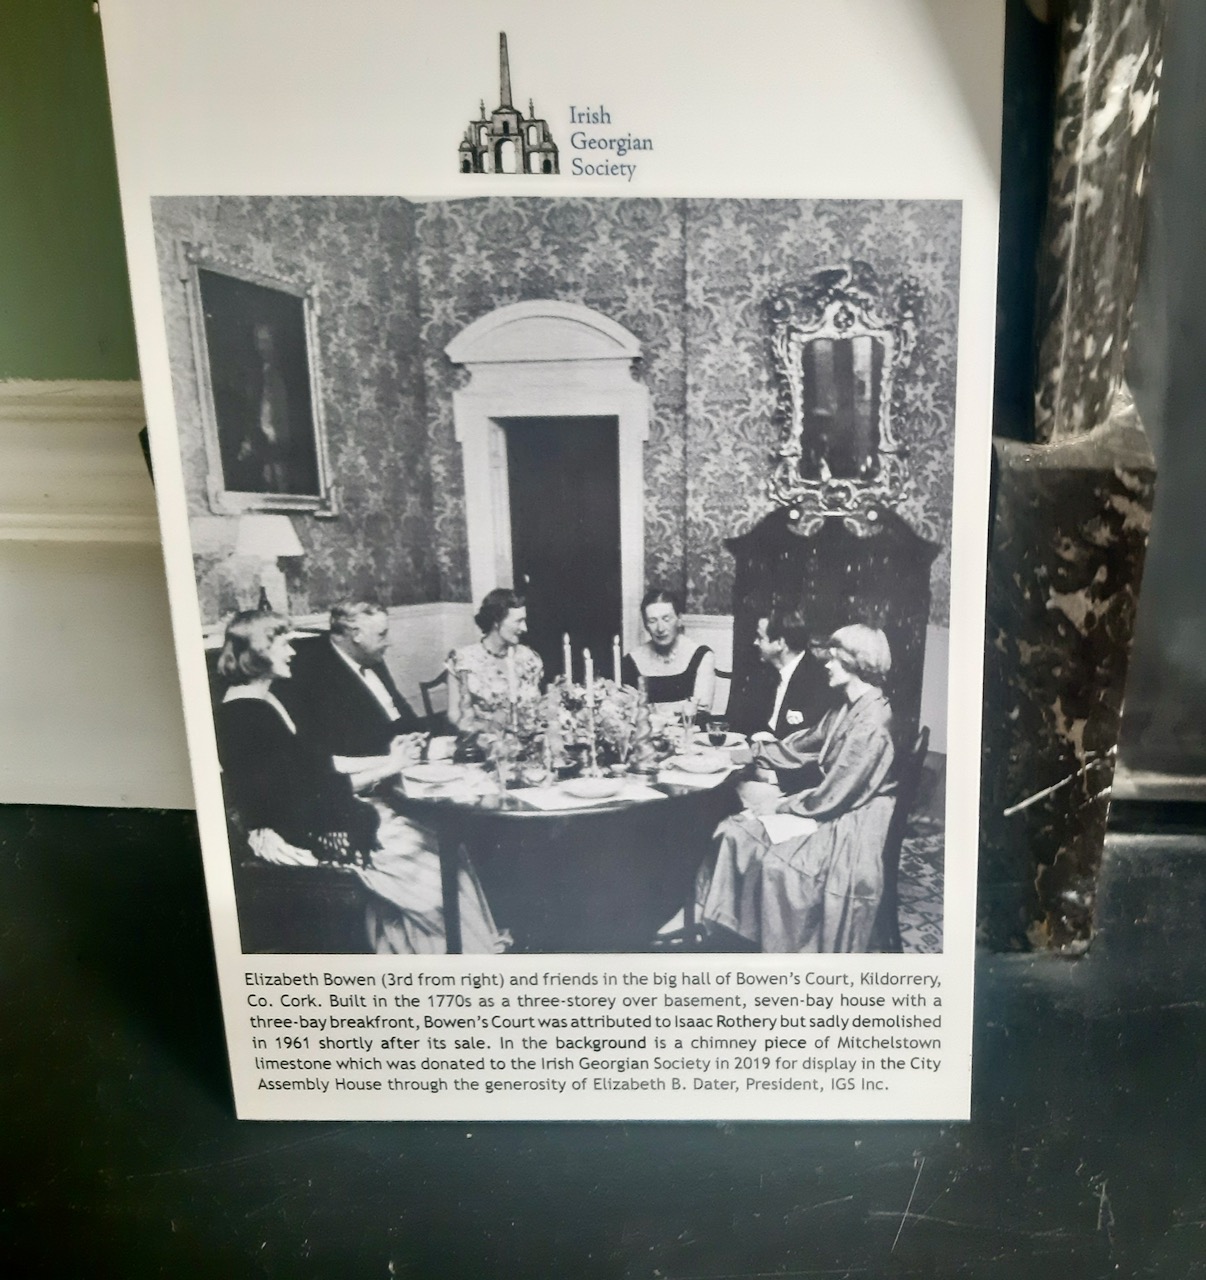 Irish
Georgian
Society
Elizabeth Bowen (3rd from right) and friends in the big hall of Bowen's Court, Kildorrery,
Co. Cork. Built in the 1770s as a three-storey over basement, seven-bay house with a
three-bay breakfront, Bowen's Court was attributed to Isaac Rothery but sadly demolished
in 1961 shortly after its sale. In the background is a chimney piece of Mitchelstown
limestone which was donated to the Irish Georgian Society in 2019 for display in the City
Assembly House through the generosity of Elizabeth B. Dater, President, IGS Inc.